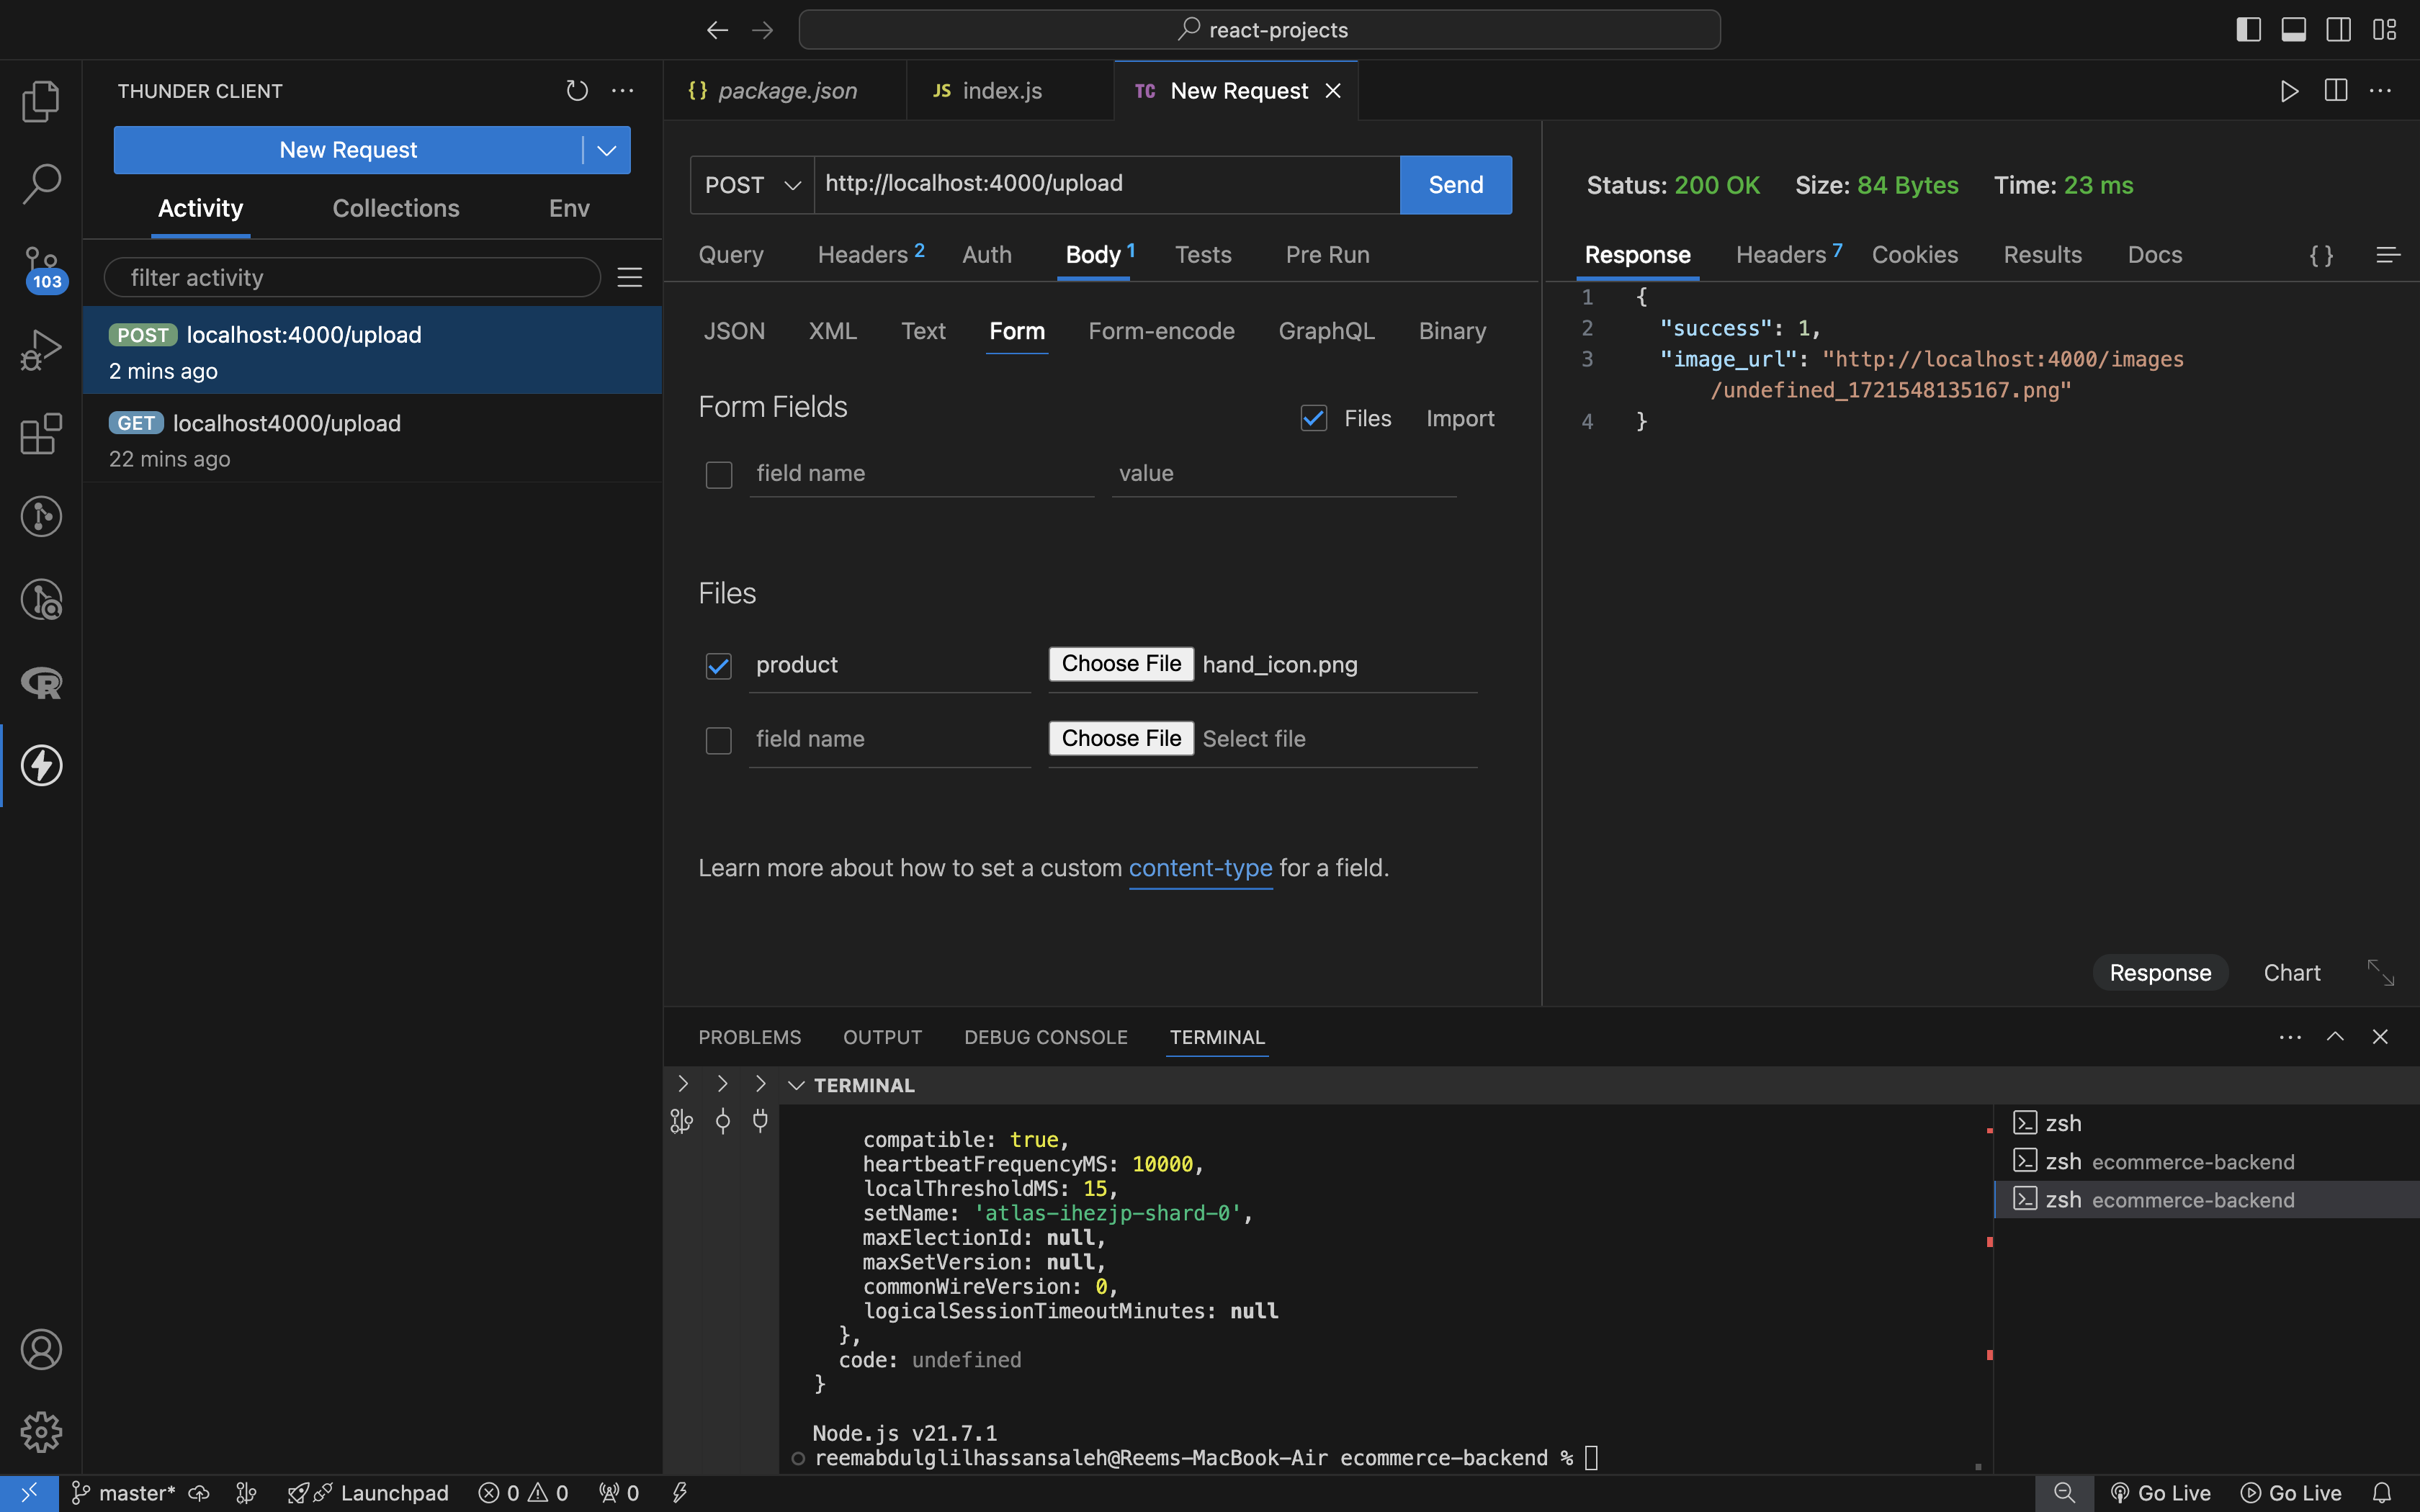 react-projects
THUNDER CLIENT
New Request
Activity
Collections
Env
filter activity
POST localhost:4000/upload
2 mins ago
GET localhost4000/upload
22 mins ago
103
{} package.json
JS index.js
TC New Request
POST
http://localhost:4000/upload
Send
Query
Headers 2
Auth
Body 1
Tests
Pre Run
JSON
XML
Text
Form
Form-encode
GraphQL
Binary
Form Fields
Files
Import
field name
value
Files
product
Choose File hand_icon.png
field name
Choose File Select file
Learn more about how to set a custom content-type for a field.
Status: 200 OK
Size: 84 Bytes
Time: 23 ms
Response
Headers 7
Cookies
Results
Docs
{}
1 {
2 "success": 1,
3 "image_url": "http://localhost:4000/images
/undefined_1721548135167.png"
4 }
Response
Chart
PROBLEMS
OUTPUT
DEBUG CONSOLE
TERMINAL
TERMINAL
compatible: true,
heartbeatFrequencyMS: 10000,
localThresholdMS: 15,
setName: 'atlas-ihezjp-shard-0',
maxElectionId: null,
maxSetVersion: null,
commonWireVersion: 0,
logicalSessionTimeoutMinutes: null
},
code: undefined
}
Node.js v21.7.1
reemabdulglilhassansaleh@Reems-MacBook-Air ecommerce-backend %
zsh
zsh ecommerce-backend
zsh ecommerce-backend
master*
Launchpad
0
0
0
Go Live
Go Live